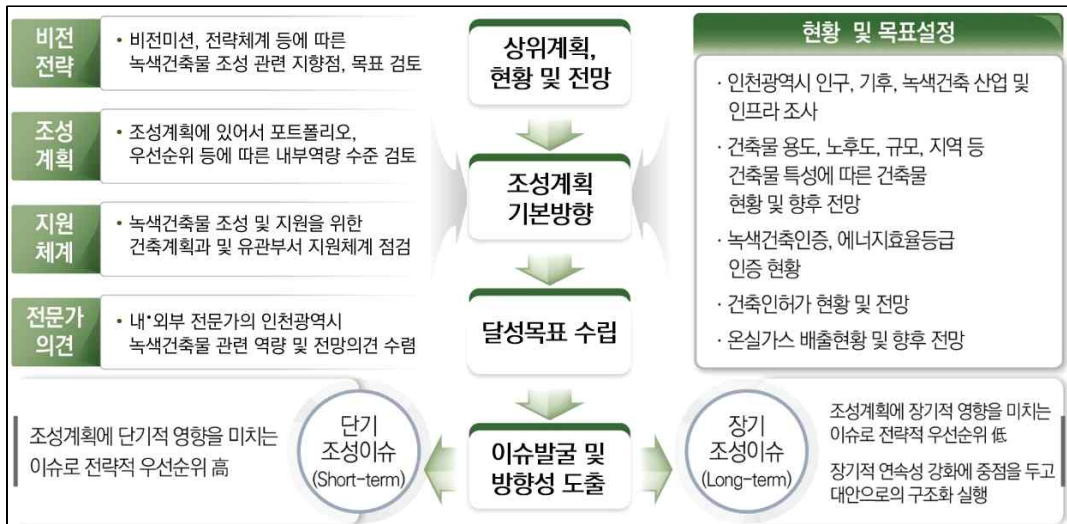 비전
전략
• 비전미션, 전략체계 등에 따른
녹색건축물 조성 관련 지향점, 목표 검토
조성
계획
• 조성계획에 있어서 포트폴리오,
우선순위 등에 따른 내부역량 수준 검토
지원
체계
• 녹색건축물 조성 및 지원을 위한
건축계획과 및 유관부서 지원체계 점검
전문가
의견
• 내•외부 전문가의 인천광역시
녹색건축물 관련 역량 및 전망의견 수렴
상위계획,
현황 및 전망
조성계획
기본방향
달성목표 수립
이슈발굴 및
방향성 도출
현황 및 목표설정
· 인천광역시 인구, 기후, 녹색건축 산업 및
인프라 조사
· 건축물 용도, 노후도, 규모, 지역 등
건축물 특성에 따른 건축물
현황 및 향후 전망
· 녹색건축인증, 에너지효율등급
인증 현황
· 건축인허가 현황 및 전망
· 온실가스 배출현황 및 향후 전망
조성계획에 단기적 영향을 미치는
이슈로 전략적 우선순위 高
단기
조성이슈
(Short-term)
장기
조성이슈
(Long-term)
조성계획에 장기적 영향을 미치는
이슈로 전략적 우선순위 低
장기적 연속성 강화에 중점을 두고
대안으로의 구조화 실행